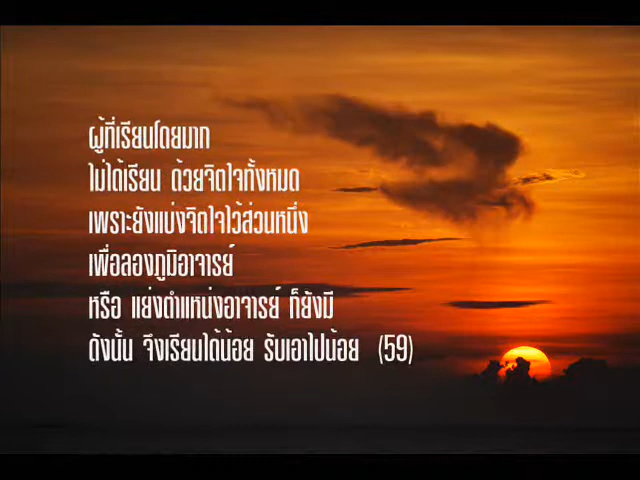 ผู้ที่เรียนโดยมาก
ไม่ได้เรียน ด้วยจิตใจทั้งหมด
เพราะยังแบ่งจิตใจไว้ส่วนหนึ่ง
เพื่อลองภูมิอาจารย์
หรือ แย่งตำแหน่งอาจารย์ ก็ยังมี
ดังนั้น จึงเรียนได้น้อย รับเอาไปน้อย (59)